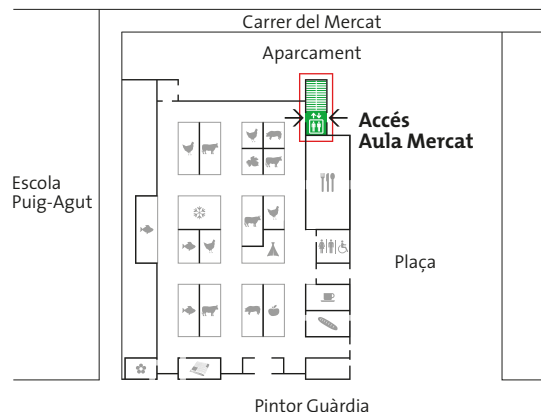 Carrer del Mercat
Aparcament
Accés
Aula Mercat
Escola
Puig-Agut
Plaça
Pintor Guàrdia